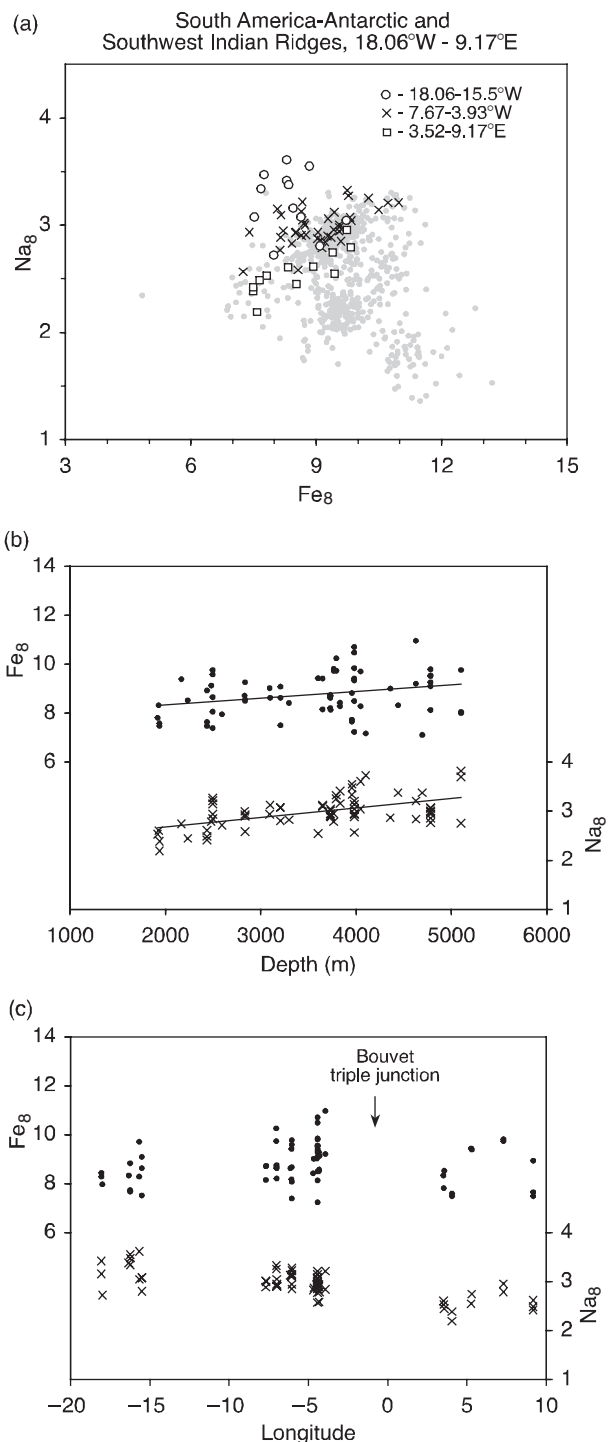 (a)
South America-Antarctic and
Southwest Indian Ridges, 18.06°W - 9.17°E
○ - 18.06-15.5°W
× - 7.67-3.93°W
□ - 3.52-9.17°E
4
3
2
1
Na₈
3 6 9 12 15
Fe₈
(b)
14
12
10
8
6
Fe₈
4
3
2
1
Na₈
1000 2000 3000 4000 5000 6000
Depth (m)
(c)
Bouvet
triple junction
14
12
10
8
6
Fe₈
4
3
2
1
Na₈
−20 −15 −10 −5 0 5 10
Longitude